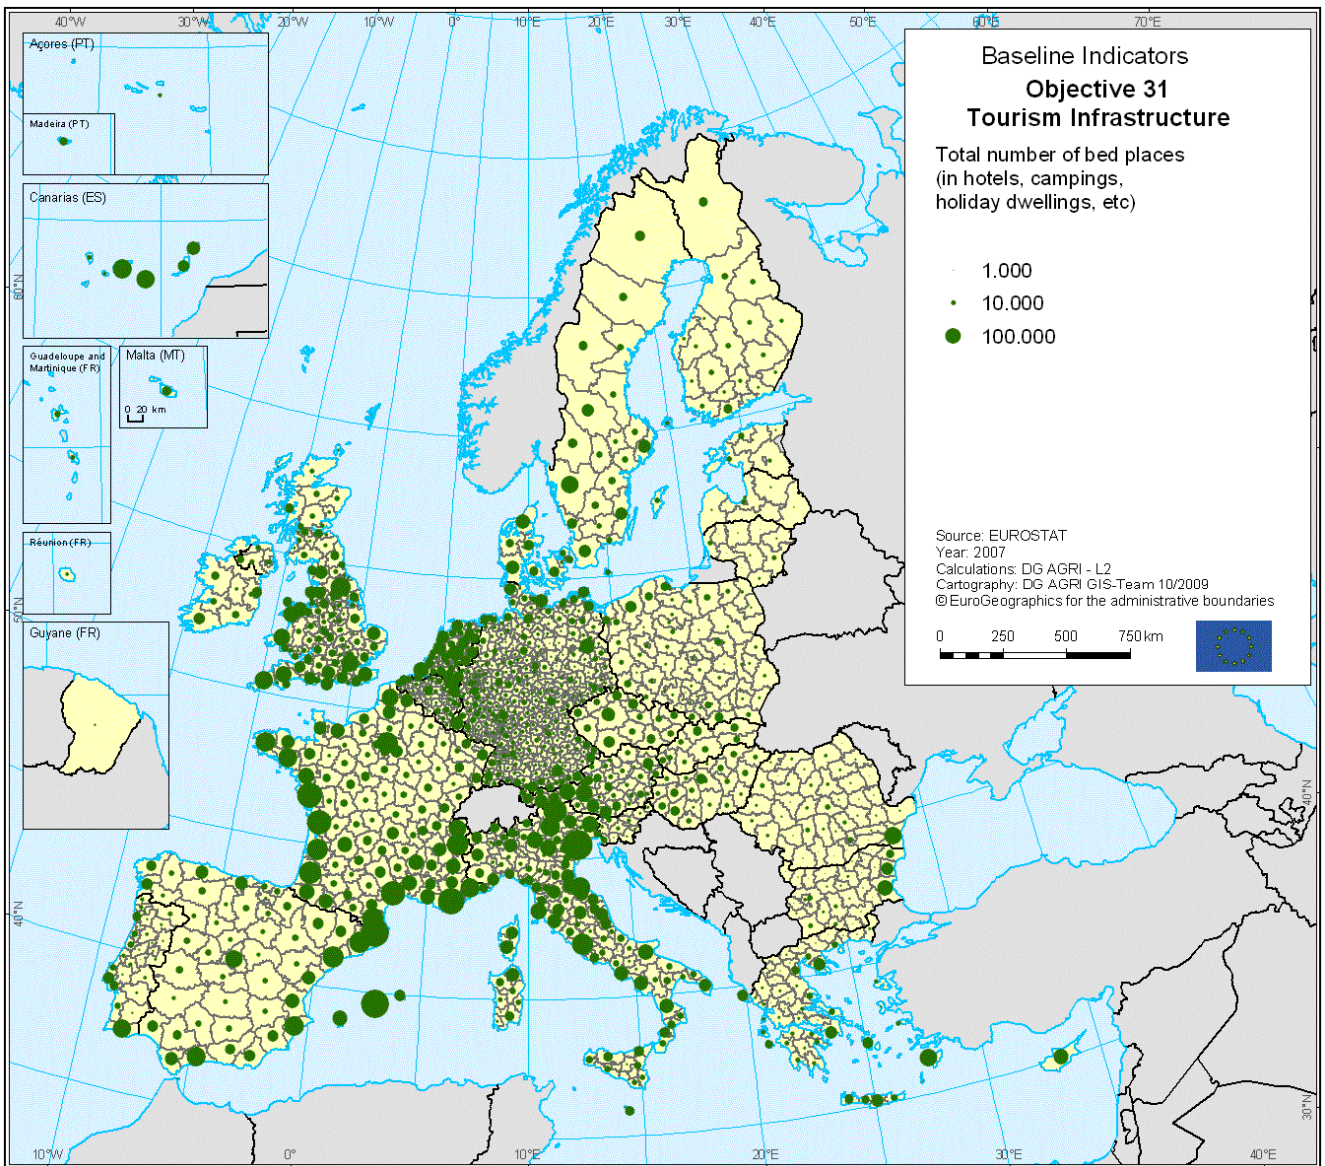 40°W 30°W 20°W 10°W 0° 10°E 20°E 30°E 40°E 50°E 60°E 70°E
Açores (PT)
Madeira (PT)
Canarias (ES)
Guadeloupe and
Martinique (FR)
Malta (MT)
0 20 km
Réunion (FR)
Guyane (FR)
Baseline Indicators
Objective 31
Tourism Infrastructure
Total number of bed places
(in hotels, campings,
holiday dwellings, etc)
1.000
10.000
100.000
Source: EUROSTAT
Year: 2007
Calculations: DG AGRI - L2
Cartography: DG AGRI GIS-Team 10/2009
© EuroGeographics for the administrative boundaries
0 250 500 750 km
60°N
50°N
40°N
40°N
30°N
10°W 0° 10°E 20°E 30°E 40°E